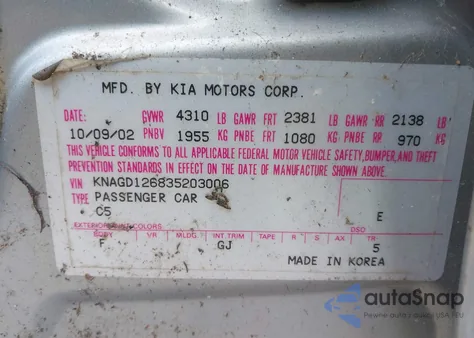 MFD. BY KIA MOTORS CORP.
DATE: GVWR 4310 LB GAWR FRT 2381 LB GAWR RR 2138 LB
10/09/02 PNBV 1955 KG PNBE FRT 1080 KG PNBE RR 970 KG
THIS VEHICLE CONFORMS TO ALL APPLICABLE FEDERAL MOTOR VEHICLE SAFETY, BUMPER, AND THEFT
PREVENTION STANDARDS IN EFFECT ON THE DATE OF MANUFACTURE SHOWN ABOVE.
VIN KNAGD126835203006
TYPE PASSENGER CAR
C5 E
EXTERIOR COLORS DSO
BODY VR MLDG. INT.TRIM TAPE R S AX TR
F GJ 5
MADE IN KOREA
autoSnap